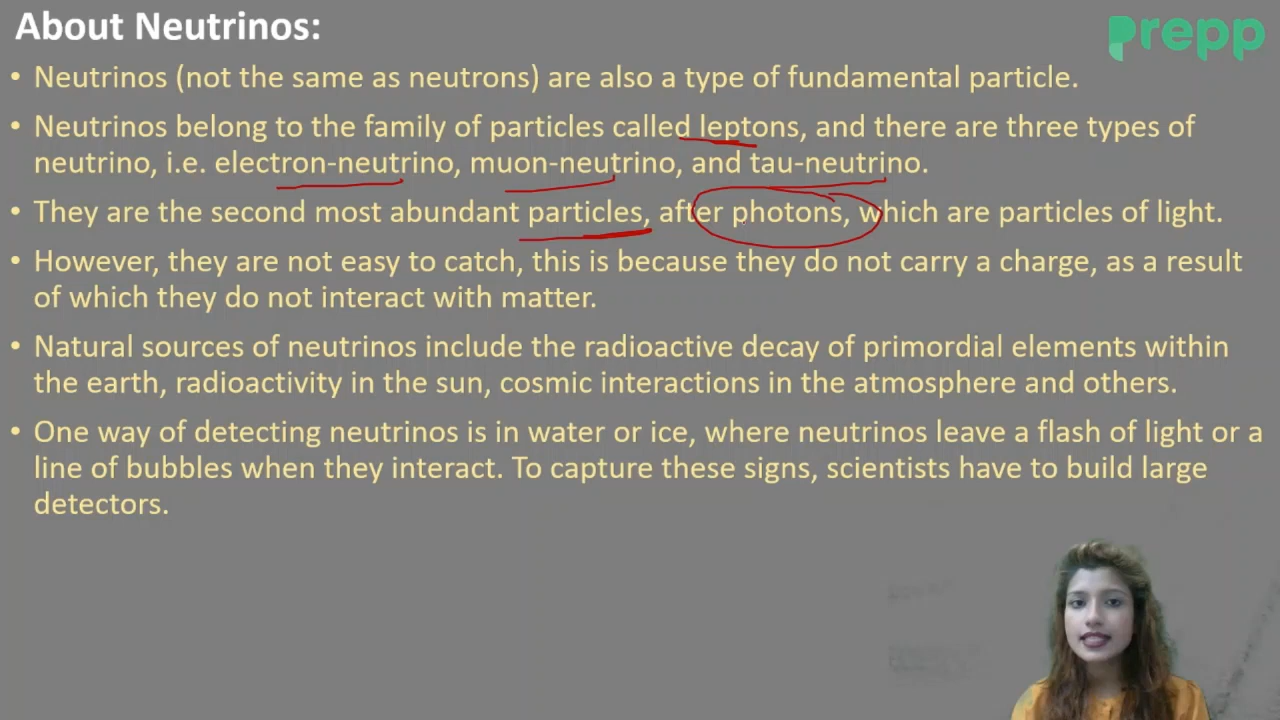 About Neutrinos:
prepp
• Neutrinos (not the same as neutrons) are also a type of fundamental particle.
• Neutrinos belong to the family of particles called leptons, and there are three types of
neutrino, i.e. electron-neutrino, muon-neutrino, and tau-neutrino.
• They are the second most abundant particles, after photons, which are particles of light.
• However, they are not easy to catch, this is because they do not carry a charge, as a result
of which they do not interact with matter.
• Natural sources of neutrinos include the radioactive decay of primordial elements within
the earth, radioactivity in the sun, cosmic interactions in the atmosphere and others.
• One way of detecting neutrinos is in water or ice, where neutrinos leave a flash of light or a
line of bubbles when they interact. To capture these signs, scientists have to build large
detectors.